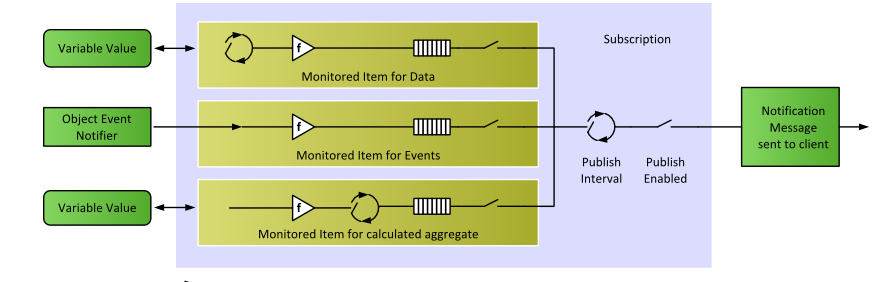 Variable Value
f
Monitored Item for Data
Subscription
Object Event
Notifier
f
Monitored Item for Events
Publish
Interval
Publish
Enabled
Notification
Message
sent to client
Variable Value
f
Monitored Item for calculated aggregate